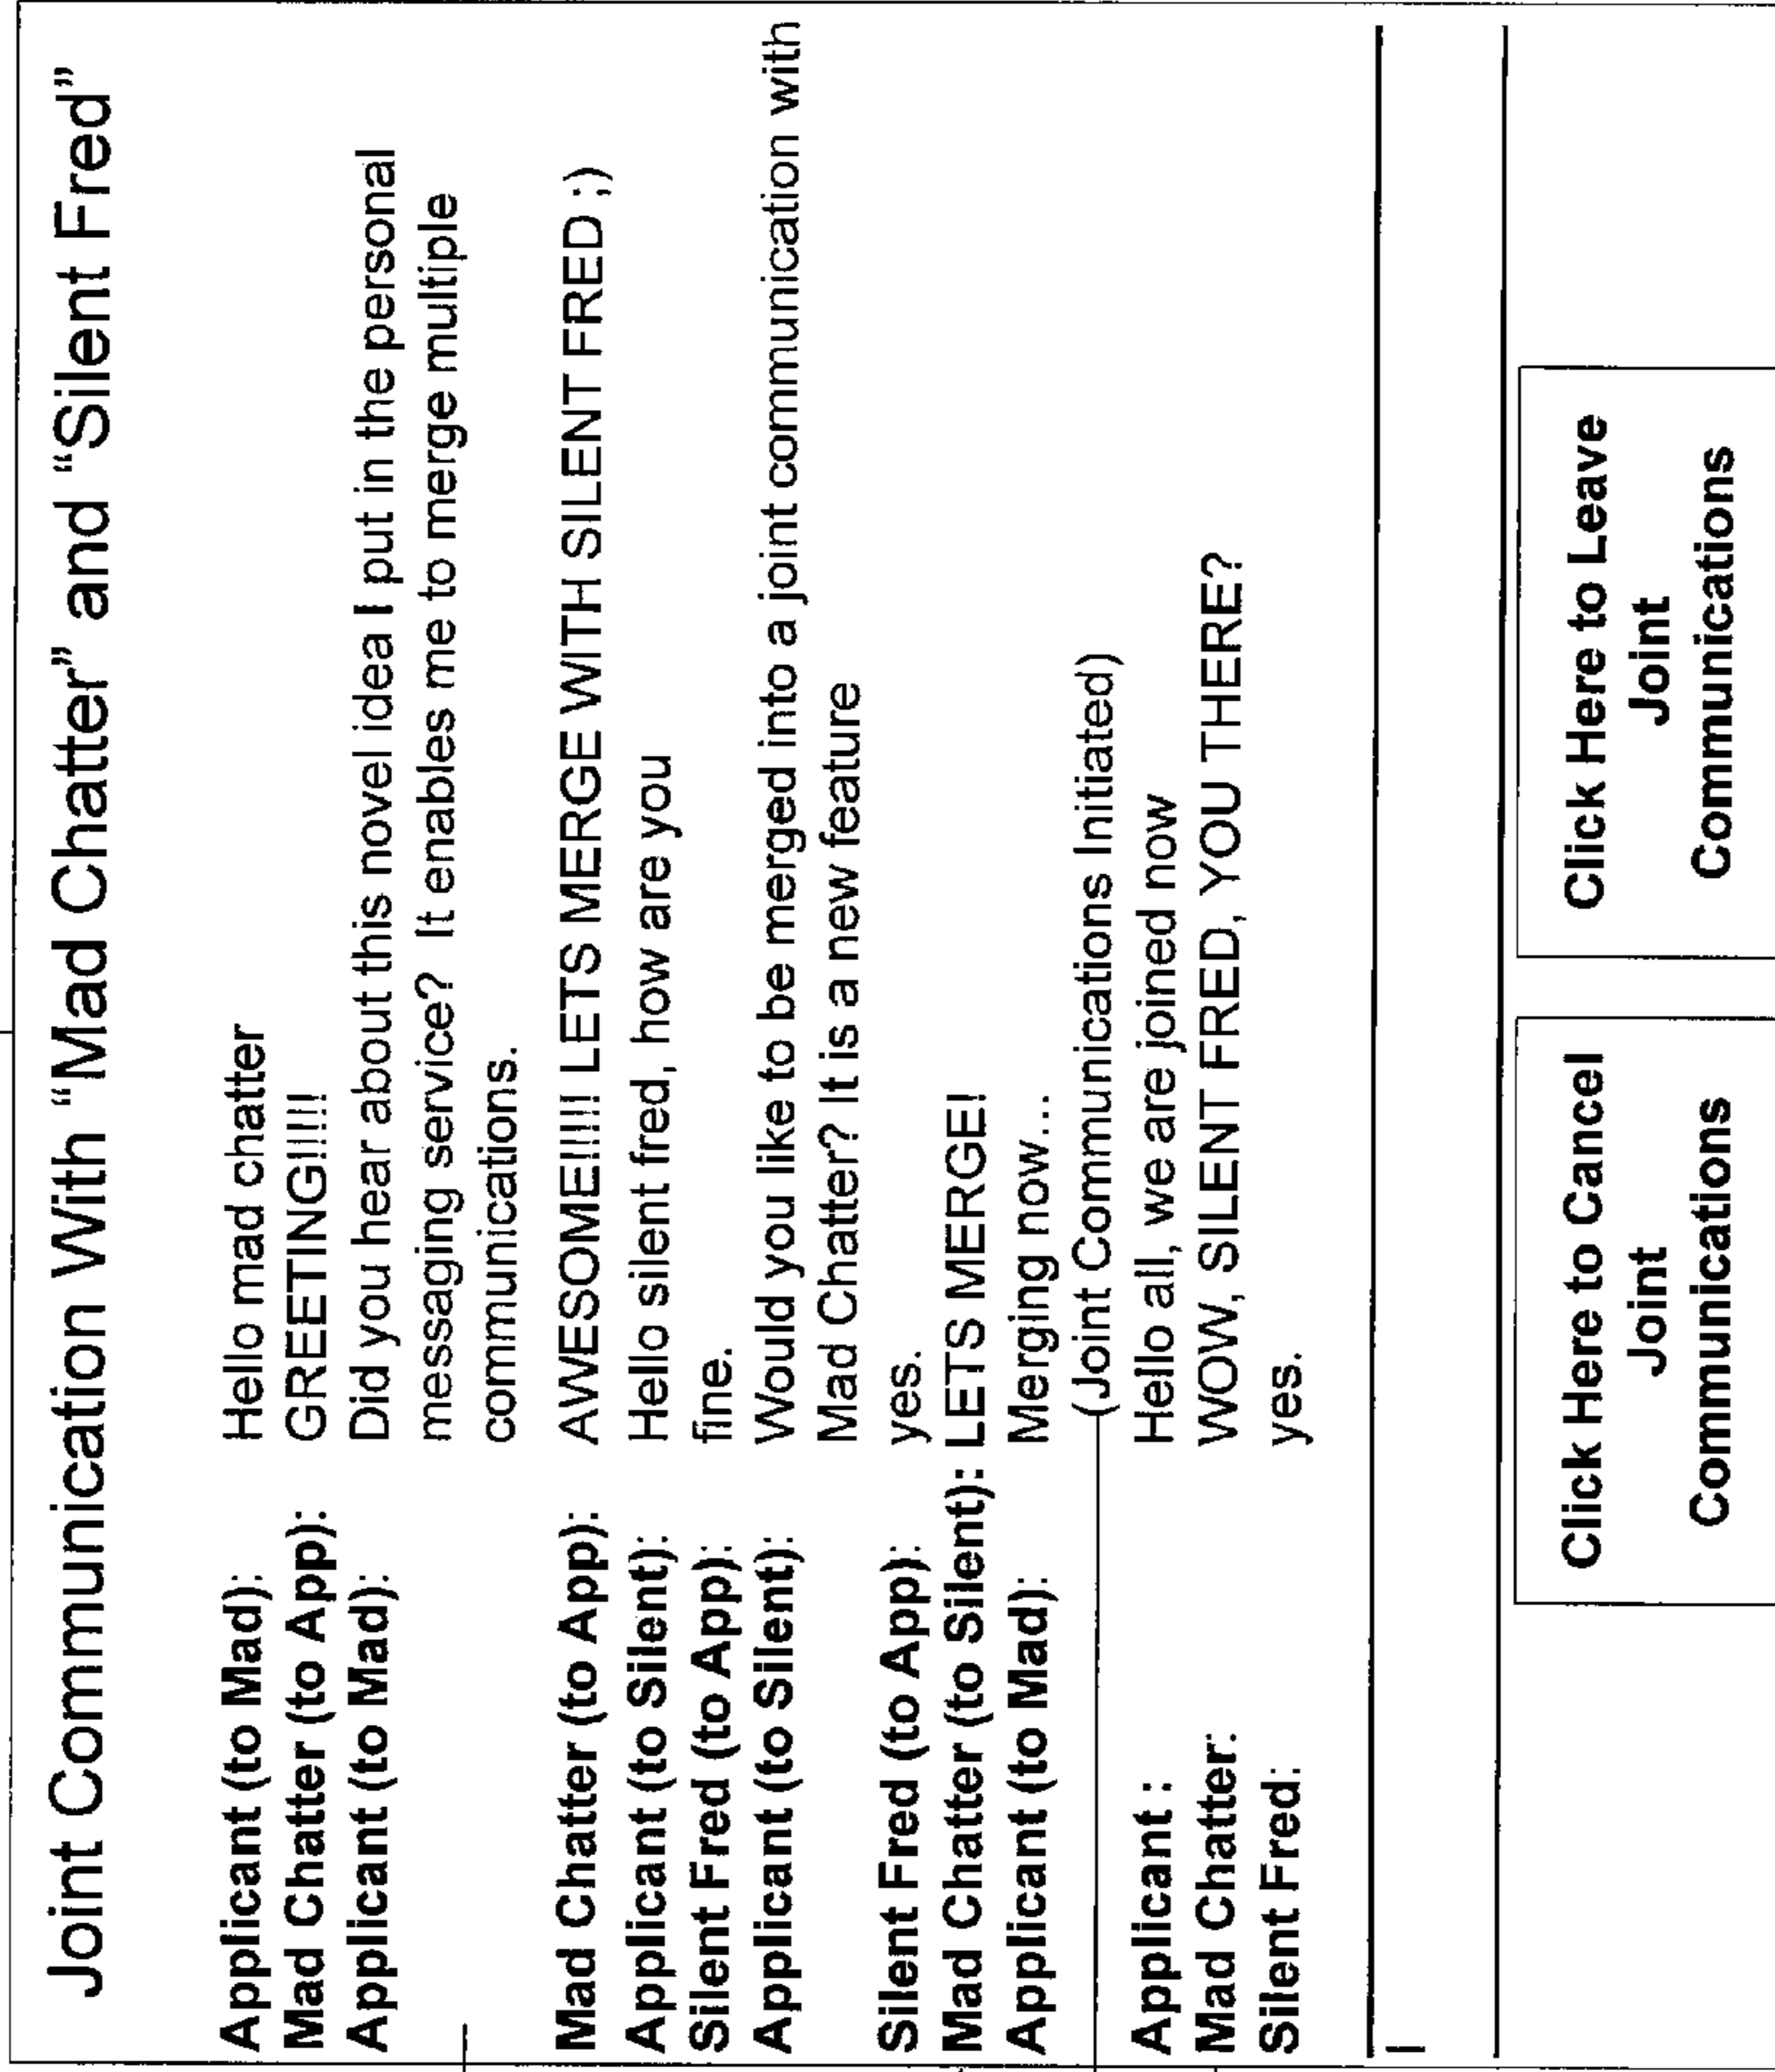 Joint Communication With “Mad Chatter” and “Silent Fred”
Applicant (to Mad): Hello mad chatter
Mad Chatter (to App): GREETING!!!!!
Applicant (to Mad): Did you hear about this novel idea I put in the personal
messaging service? It enables me to merge multiple
communications.
Mad Chatter (to App): AWESOME!!!!! LETS MERGE WITH SILENT FRED ;)
Applicant (to Silent): Hello silent fred, how are you
Silent Fred (to App): fine.
Applicant (to Silent): Would you like to be merged into a joint communication with
Mad Chatter? It is a new feature
Silent Fred (to App): yes.
Mad Chatter (to Silent): LETS MERGE!
Applicant (to Mad): Merging now...
(Joint Communications Initiated)
Applicant : Hello all, we are joined now
Mad Chatter: WOW, SILENT FRED, YOU THERE?
Silent Fred: yes.
Click Here to Cancel
Joint
Communications
Click Here to Leave
Joint
Communications